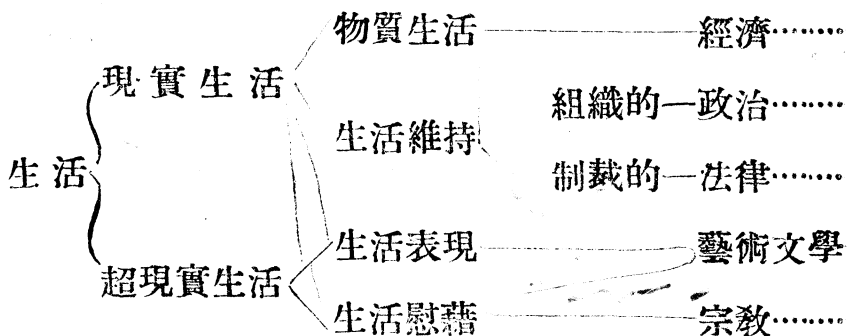 物質生活 經濟………
現實生活
組織的—政治………
生活維持
生活
制裁的—法律………
生活表現 藝術文學
超現實生活
生活慰藉 宗教………